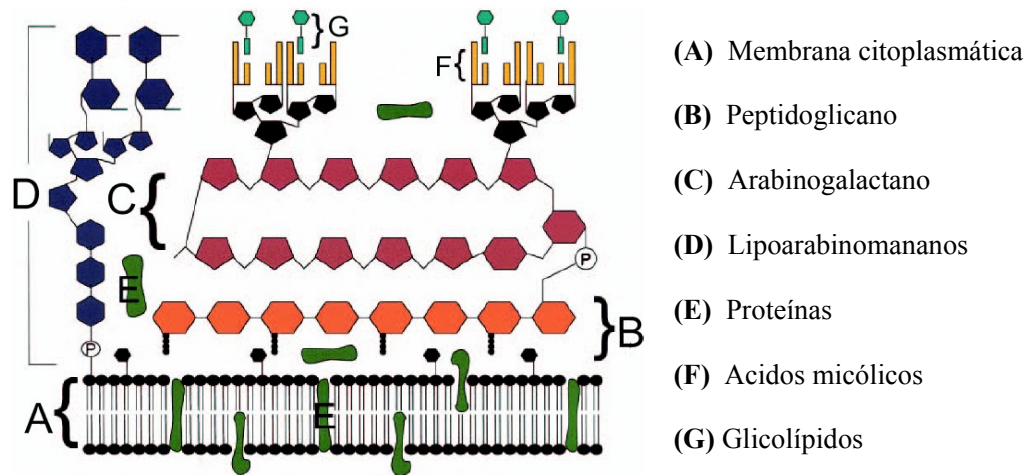 G
F
(A) Membrana citoplasmática
(B) Peptidoglicano
D
C
(C) Arabinogalactano
(D) Lipoarabinomananos
P
E
(E) Proteínas
B
P
(F) Acidos micólicos
A
E
(G) Glicolípidos